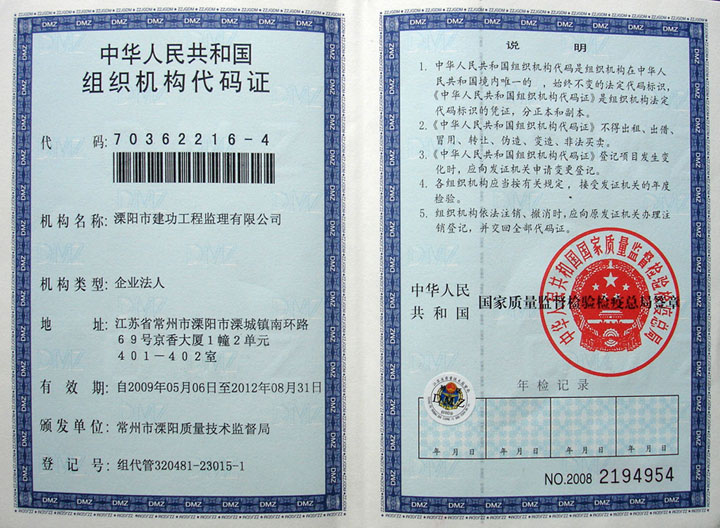 中华人民共和国
组织机构代码证
代 码: 70362216-4
机构名称: 溧阳市建功工程监理有限公司
机构类型: 企业法人
地 址: 江苏省常州市溧阳市溧城镇南环路
69号京香大厦1幢2单元
401-402室
有 效 期: 自2009年05月06日至2012年08月31日
颁发单位: 常州市溧阳质量技术监督局
登 记 号: 组代管320481-23015-1
说 明
1. 中华人民共和国组织机构代码是组织机构在中华人
民共和国境内唯一的 ，始终不变的法定代码标识,
《中华人民共和国组织机构代码证》是组织机构法定
代码标识的凭证，分正本和副本。
2.《中华人民共和国组织机构代码证》不得出租、出借、
冒用、转让、伪造、变造、非法买卖。
3.《中华人民共和国组织机构代码证》登记项目发生变
化时,应向发证机关申请变更登记。
4. 各组织机构应当按有关规定，接受发证机关的年度
检验。
5. 组织机构依法注销、撤消时,应向原发证机关办理注
销登记，并交回全部代码证。
中华人民共和国国家质量监督检验检疫总局
中华人民
共 和 国 国家质量监督检验检疫总局签章
年检记录
年 月 日 年 月 日 年 月 日 年 月 日
NO.2008 2194954